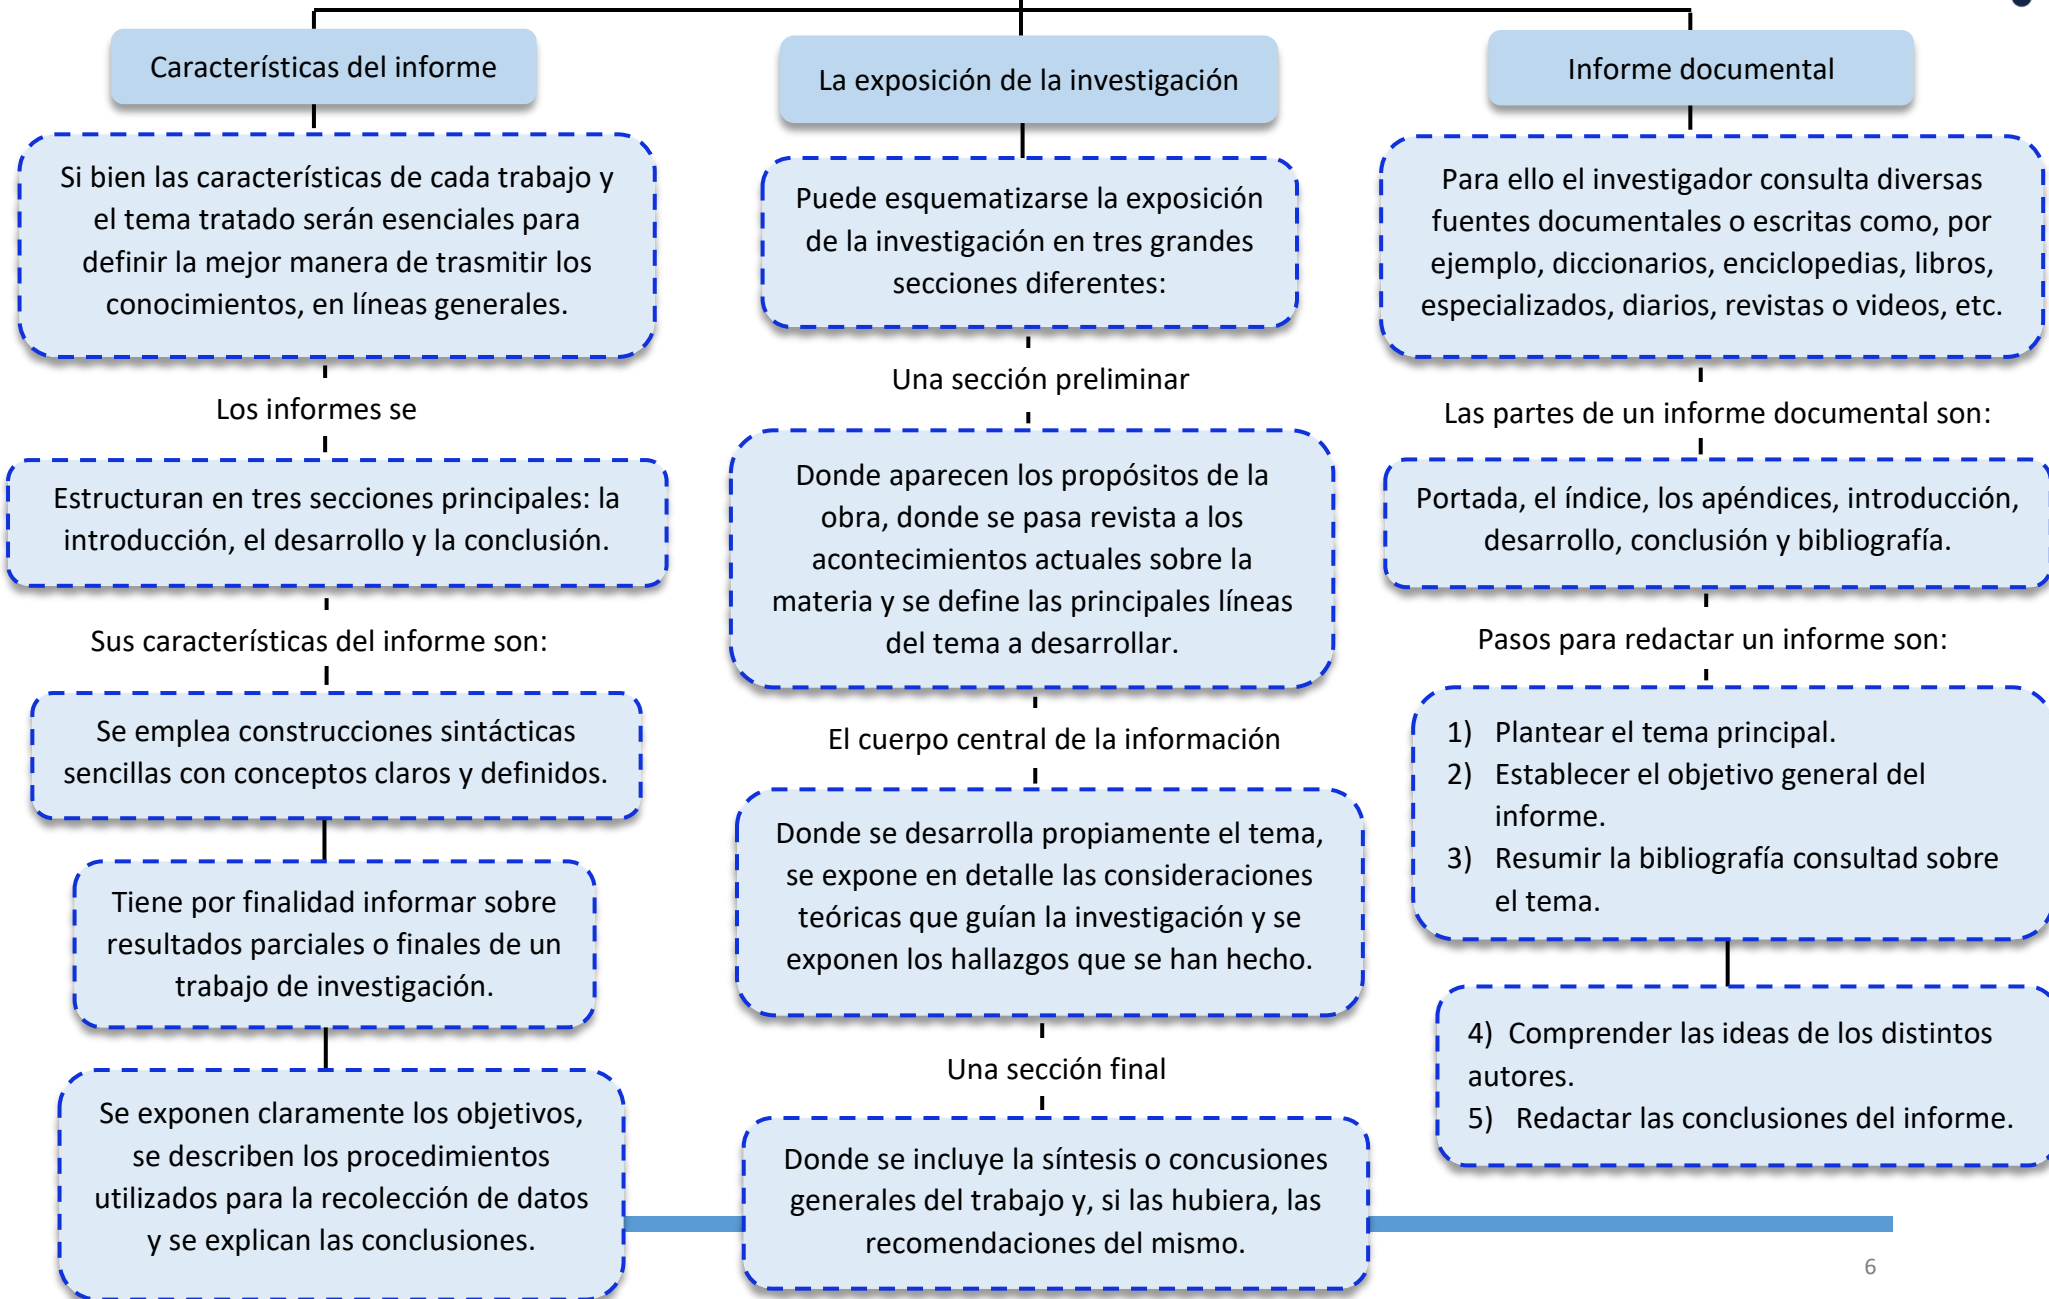 Características del informe
Si bien las características de cada trabajo y
el tema tratado serán esenciales para
definir la mejor manera de trasmitir los
conocimientos, en líneas generales.
Los informes se
Estructuran en tres secciones principales: la
introducción, el desarrollo y la conclusión.
Sus características del informe son:
Se emplea construcciones sintácticas
sencillas con conceptos claros y definidos.
Tiene por finalidad informar sobre
resultados parciales o finales de un
trabajo de investigación.
Se exponen claramente los objetivos,
se describen los procedimientos
utilizados para la recolección de datos
y se explican las conclusiones.
La exposición de la investigación
Puede esquematizarse la exposición
de la investigación en tres grandes
secciones diferentes:
Una sección preliminar
Donde aparecen los propósitos de la
obra, donde se pasa revista a los
acontecimientos actuales sobre la
materia y se define las principales líneas
del tema a desarrollar.
El cuerpo central de la información
Donde se desarrolla propiamente el tema,
se expone en detalle las consideraciones
teóricas que guían la investigación y se
exponen los hallazgos que se han hecho.
Una sección final
Donde se incluye la síntesis o concusiones
generales del trabajo y, si las hubiera, las
recomendaciones del mismo.
Informe documental
Para ello el investigador consulta diversas
fuentes documentales o escritas como, por
ejemplo, diccionarios, enciclopedias, libros,
especializados, diarios, revistas o videos, etc.
Las partes de un informe documental son:
Portada, el índice, los apéndices, introducción,
desarrollo, conclusión y bibliografía.
Pasos para redactar un informe son:
1) Plantear el tema principal.
2) Establecer el objetivo general del
informe.
3) Resumir la bibliografía consultad sobre
el tema.
4) Comprender las ideas de los distintos
autores.
5) Redactar las conclusiones del informe.
6